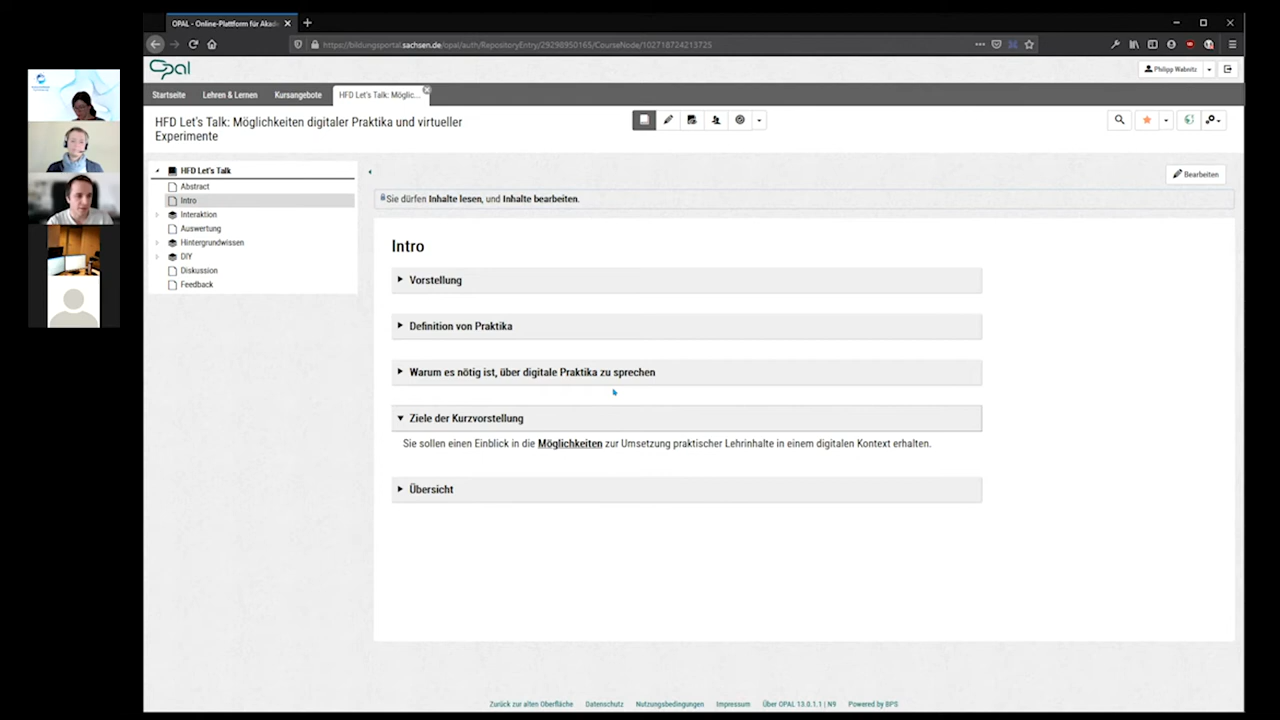 OPAL - Online-Plattform für Akade
https://bildungsportal.sachsen.de/opal/auth/RepositoryEntry/29298950165/CourseNode/102718724213725
Opal
Philipp Wabnitz
Startseite
Lehren & Lernen
Kursangebote
HFD Let's Talk: Möglic...
HFD Let's Talk: Möglichkeiten digitaler Praktika und virtueller
Experimente
HFD Let's Talk
Abstract
Intro
Interaktion
Auswertung
Hintergrundwissen
DIY
Diskussion
Feedback
Bearbeiten
Sie dürfen Inhalte lesen, und Inhalte bearbeiten.
Intro
Vorstellung
Definition von Praktika
Warum es nötig ist, über digitale Praktika zu sprechen
Ziele der Kurzvorstellung
Sie sollen einen Einblick in die Möglichkeiten zur Umsetzung praktischer Lehrinhalte in einem digitalen Kontext erhalten.
Übersicht
Zurück zur alten Oberfläche Datenschutz Nutzungsbedingungen Impressum Über OPAL 13.0.1.1 | N9 Powered by BPS